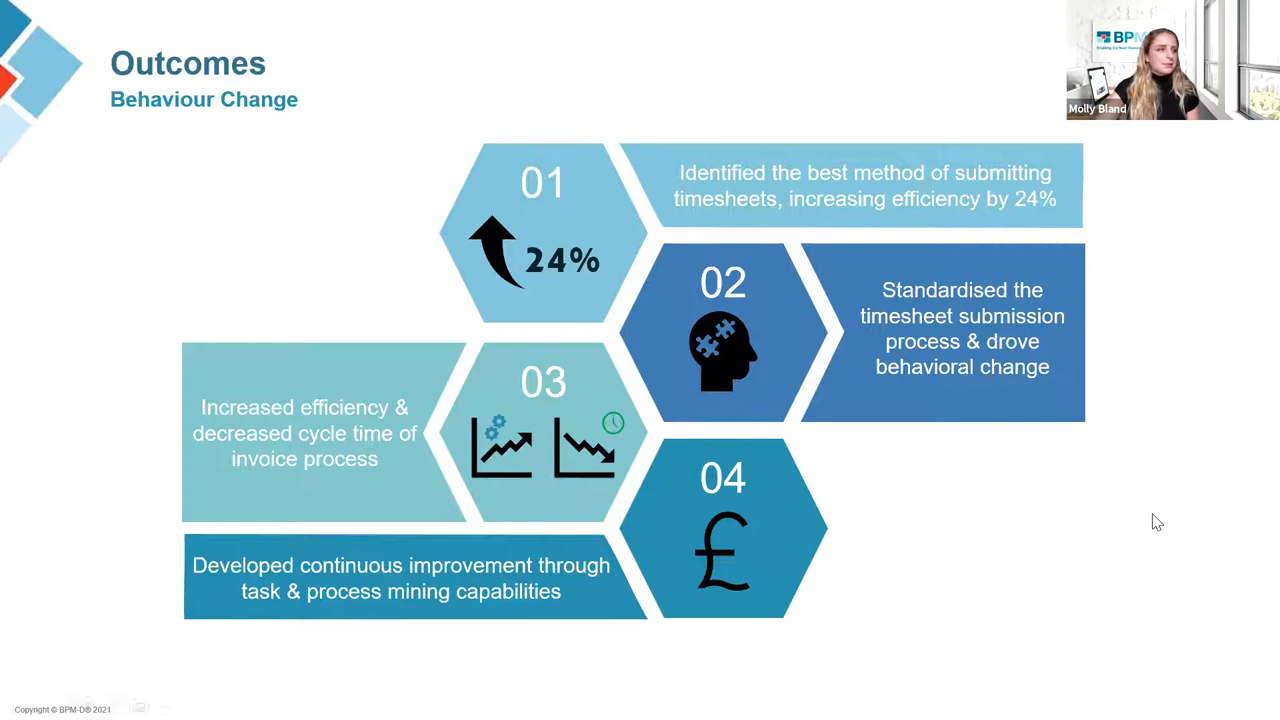 Outcomes
Behaviour Change
BPM
Molly Bland
01
24%
Identified the best method of submitting
timesheets, increasing efficiency by 24%
02
Standardised the
timesheet submission
process & drove
behavioral change
03
Increased efficiency &
decreased cycle time of
invoice process
04
£
Developed continuous improvement through
task & process mining capabilities
Copyright © BPM-D® 2021